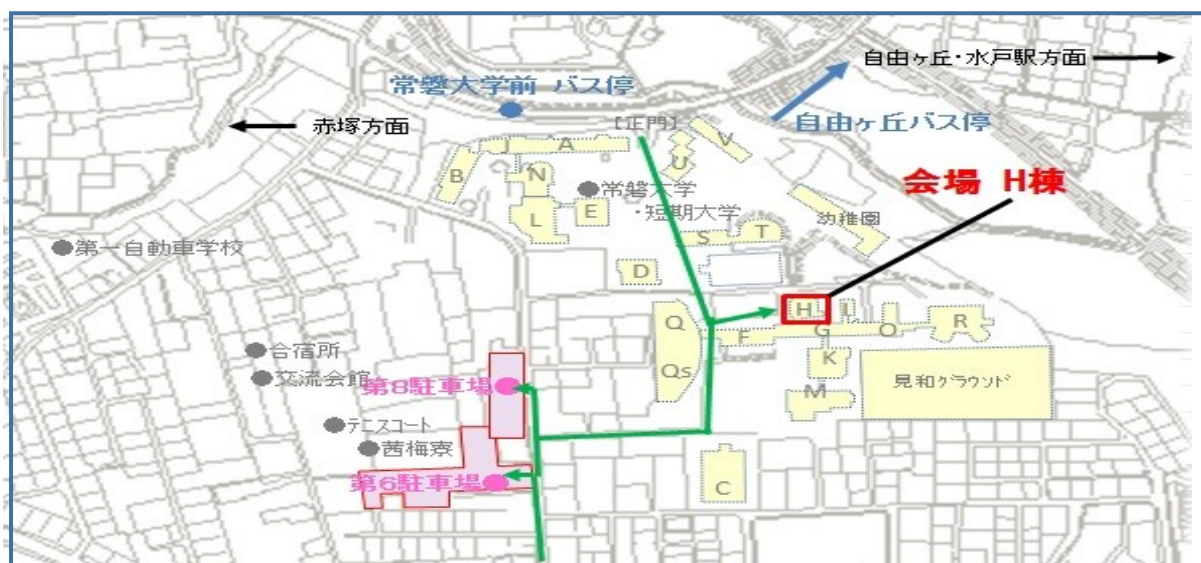 自由ヶ丘・水戸駅方面
常磐大学前 バス停
自由ヶ丘バス停
赤塚方面
[正門]
J
A
V
U
B
N
会場 H棟
常磐大学
・短期大学
L
E
幼稚園
S
T
第一自動車学校
D
H
I
Q
F
G
O
R
合宿所
K
交流会館
第8駐車場
Qs
M
見和グラウンド
テニスコート
茜梅寮
第6駐車場
C